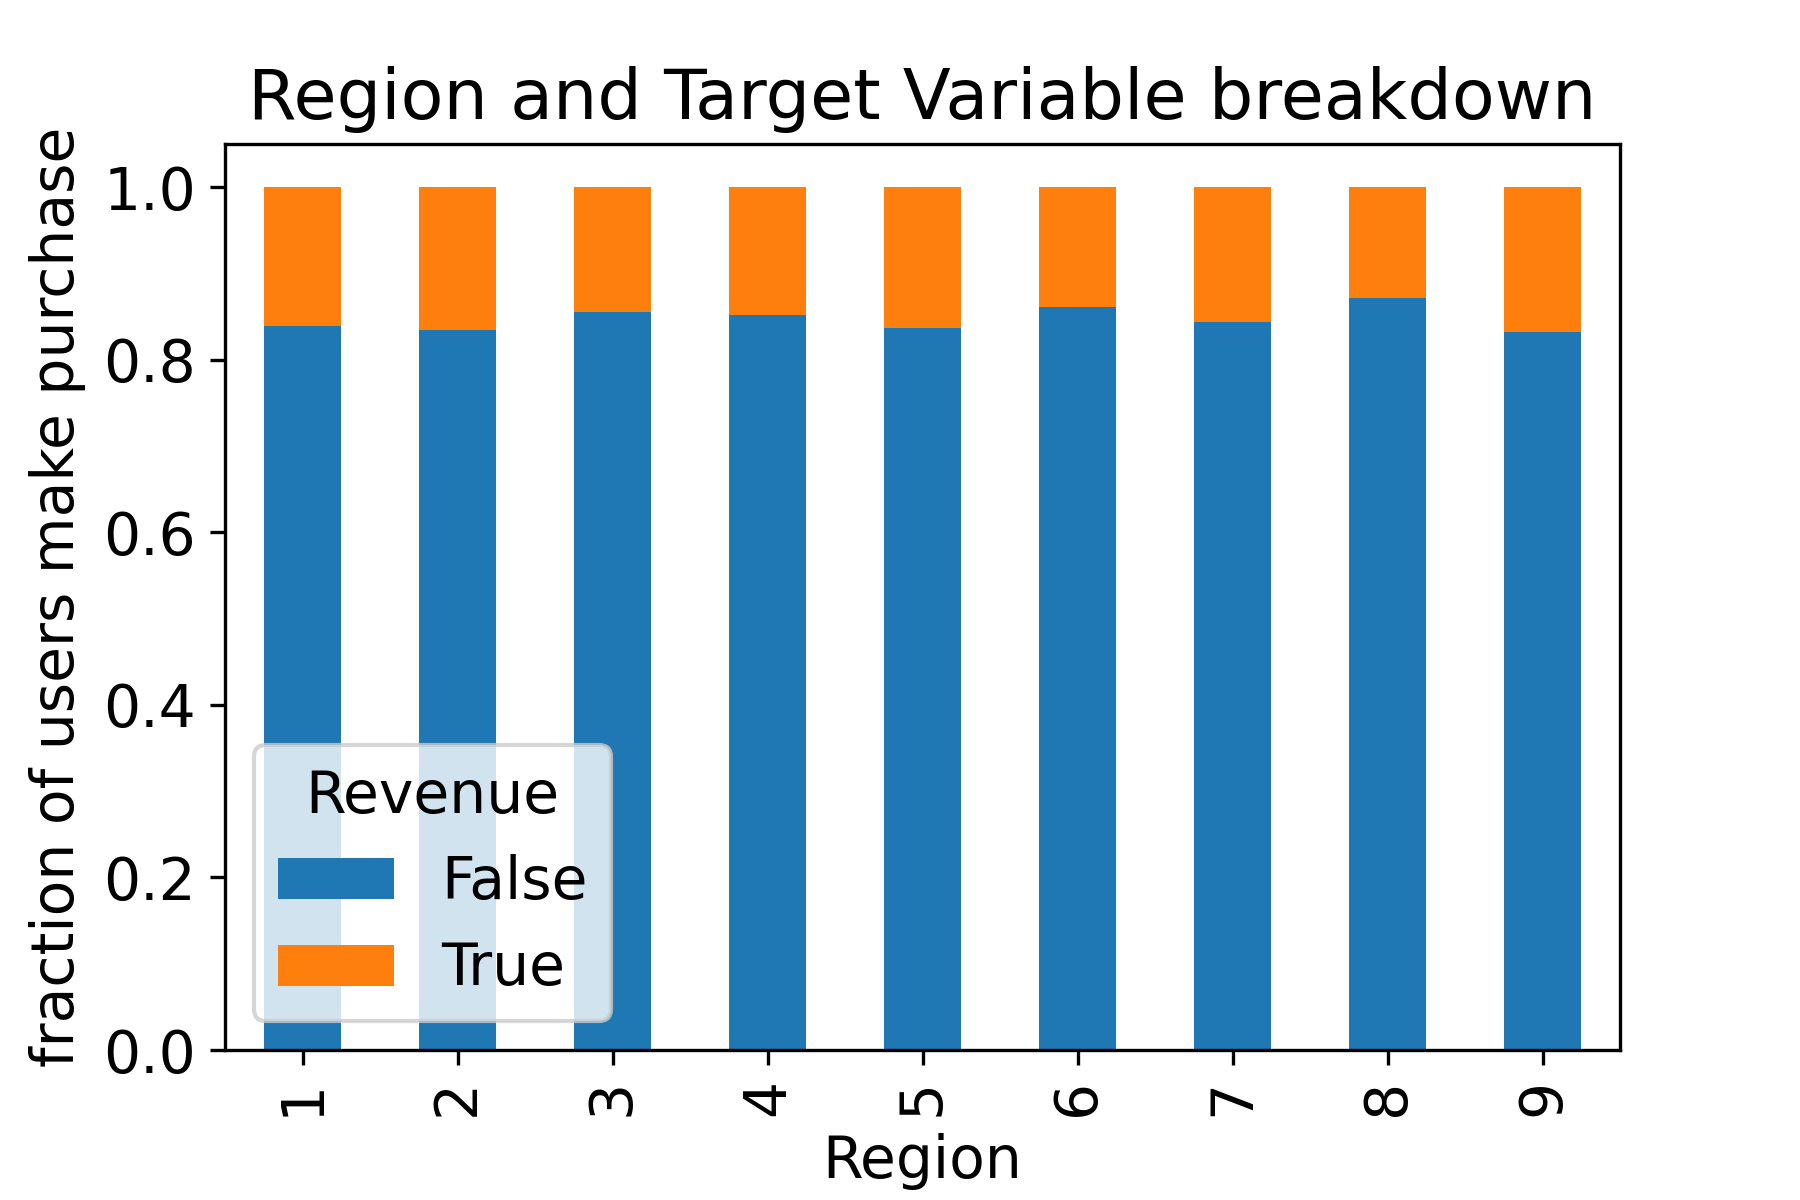 Region and Target Variable breakdown
fraction of users make purchase
1.0
0.8
0.6
0.4
0.2
0.0
Revenue
False
True
1 2 3 4 5 6 7 8 9
Region